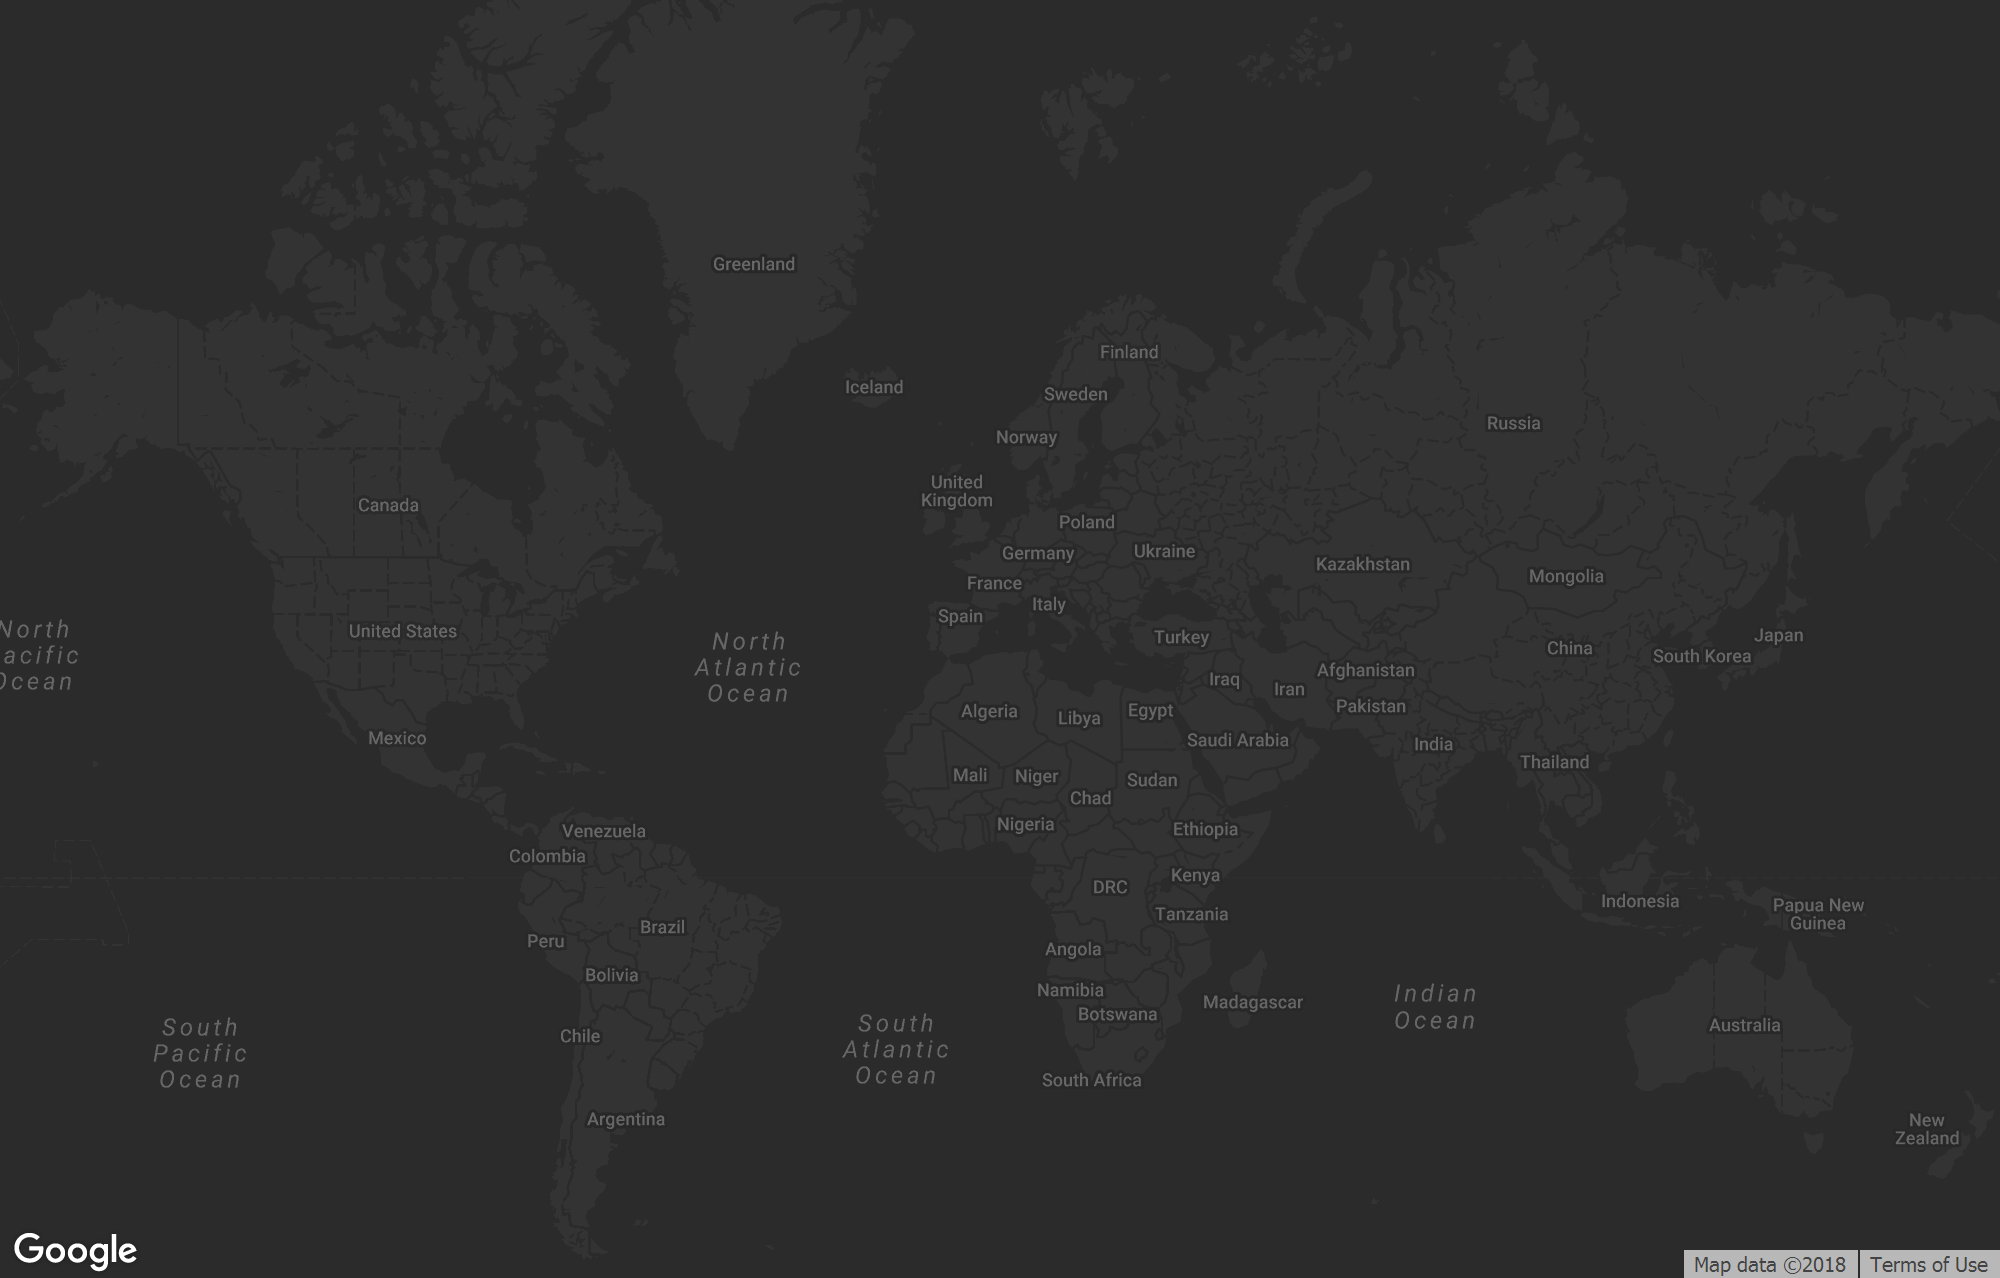 Greenland
Finland
Iceland
Sweden
Russia
Norway
United
Kingdom
Canada
Poland
Germany
Ukraine
Kazakhstan
Mongolia
France
Italy
Spain
North
acific
Ocean
United States
North
Atlantic
Ocean
Turkey
Japan
China
South Korea
Afghanistan
Iraq
Iran
Pakistan
Algeria
Libya
Egypt
Mexico
Saudi Arabia
India
Thailand
Mali
Niger
Sudan
Chad
Nigeria
Ethiopia
Venezuela
Colombia
DRC
Kenya
Indonesia
Papua New
Guinea
Tanzania
Brazil
Peru
Angola
Bolivia
Namibia
Madagascar
Botswana
Indian
Ocean
South
Pacific
Ocean
Chile
South
Atlantic
Ocean
Australia
South Africa
Argentina
New
Zealand
Google
Map data ©2018
Terms of Use